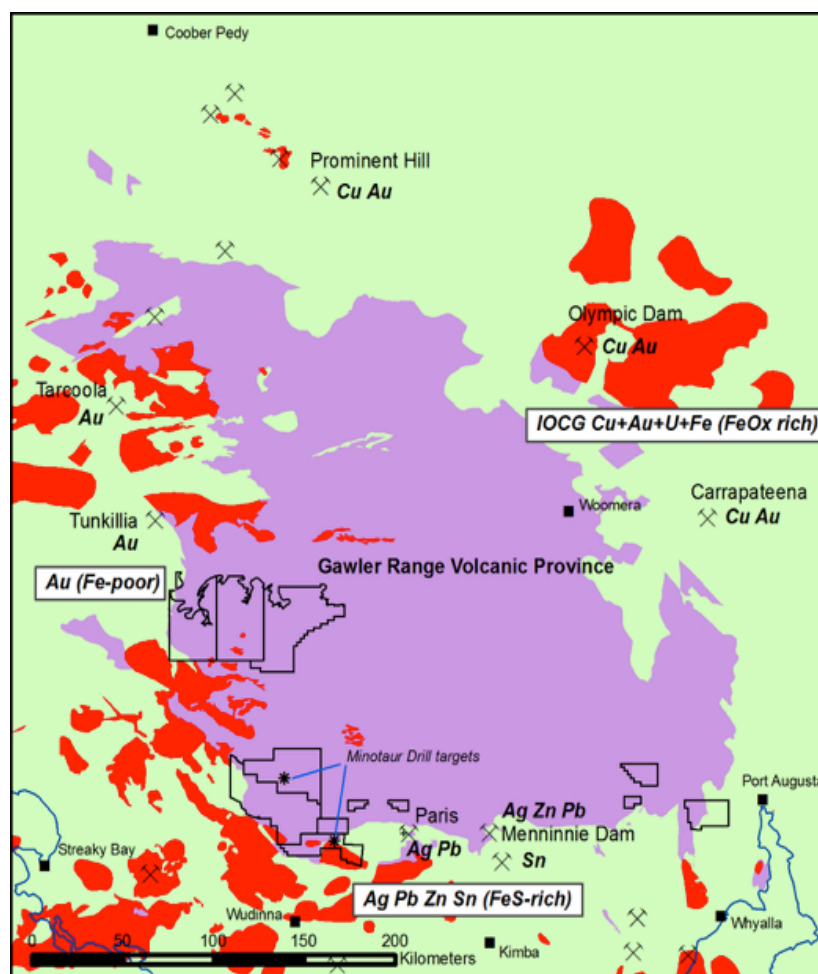 Coober Pedy
Prominent Hill
Cu Au
Olympic Dam
Cu Au
Tarcoola
Au
IOCG Cu+Au+U+Fe (FeOx rich)
Carrapateena
Cu Au
Woomera
Tunkillia
Au
Gawler Range Volcanic Province
Au (Fe-poor)
Minotaur Drill targets
Port Augusta
Paris
Ag Pb
Ag Zn Pb
Menninnie Dam
Sn
Streaky Bay
Ag Pb Zn Sn (FeS-rich)
Wudinna
Whyalla
Kimba
0 50 100 150 200
Kilometers